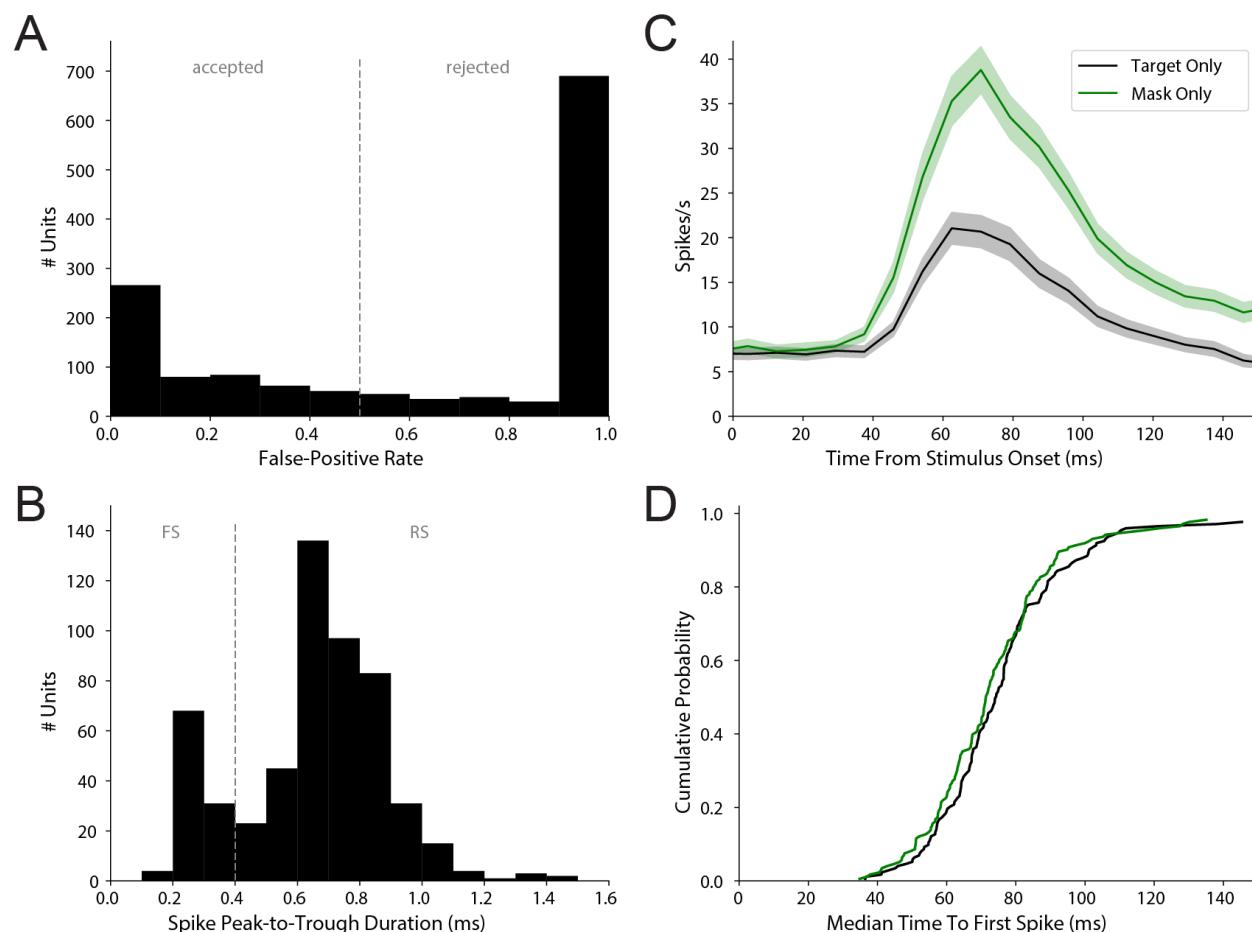 A
accepted
rejected
# Units
700
600
500
400
300
200
100
0
0.0 0.2 0.4 0.6 0.8 1.0
False-Positive Rate
B
FS
RS
# Units
140
120
100
80
60
40
20
0
0.0 0.2 0.4 0.6 0.8 1.0 1.2 1.4 1.6
Spike Peak-to-Trough Duration (ms)
C
Target Only
Mask Only
Spikes/s
40
35
30
25
20
15
10
5
0
0 20 40 60 80 100 120 140
Time From Stimulus Onset (ms)
D
Cumulative Probability
1.0
0.8
0.6
0.4
0.2
0.0
0 20 40 60 80 100 120 140
Median Time To First Spike (ms)